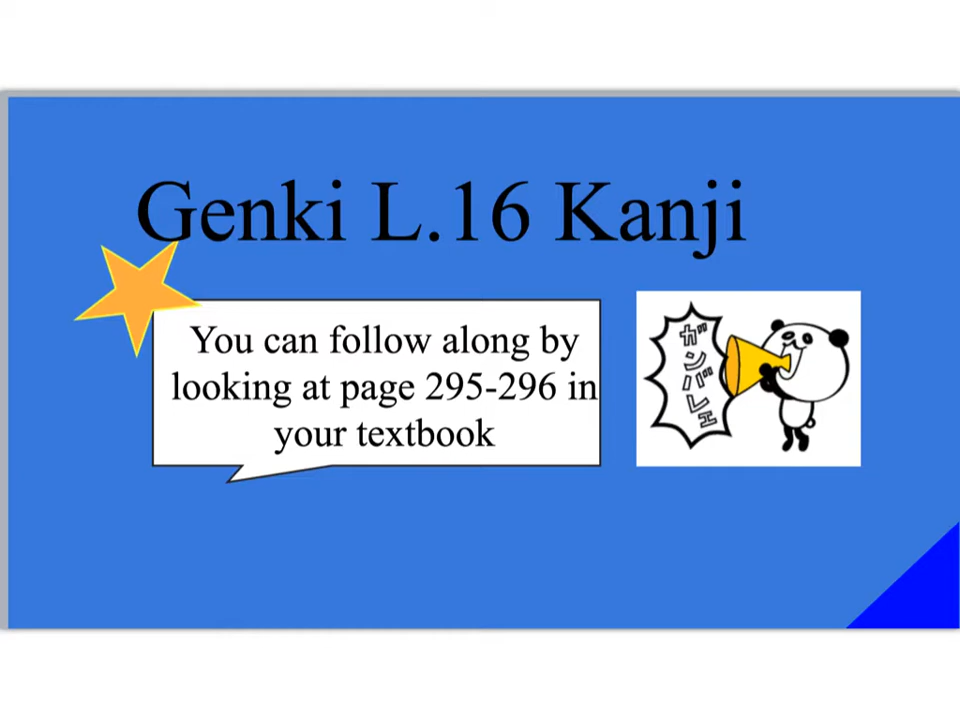 Genki L.16 Kanji
You can follow along by
looking at page 295-296 in
your textbook
ガンバレェ